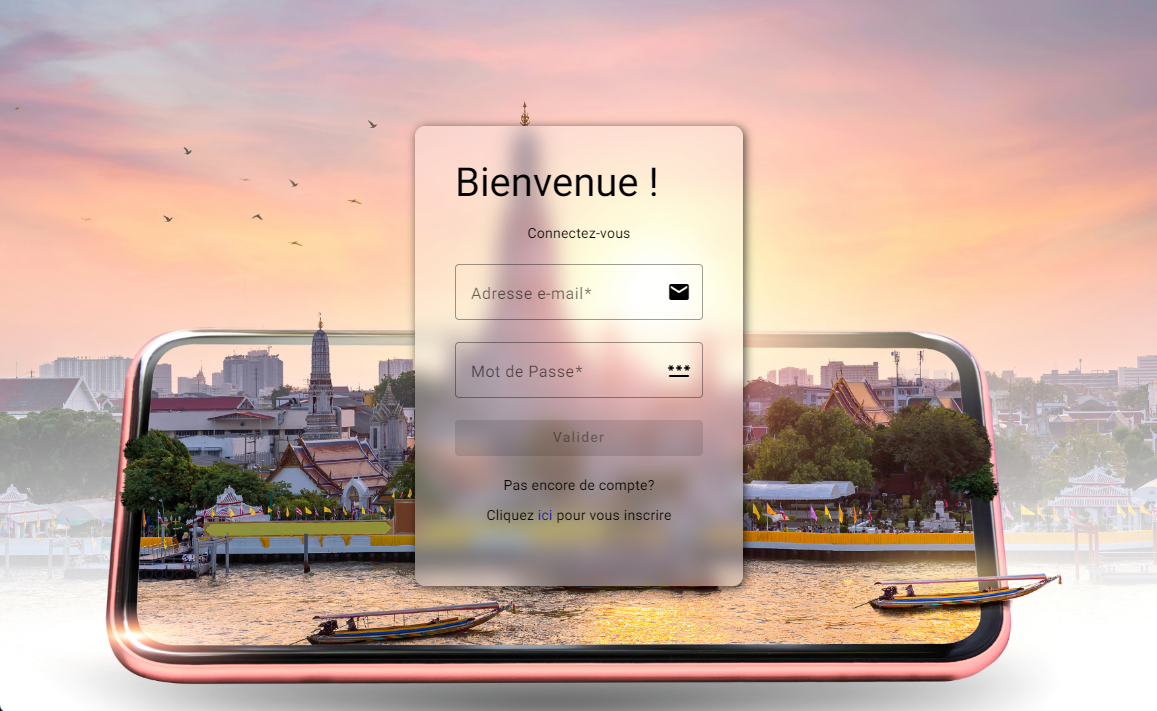 Bienvenue !
Connectez-vous
Adresse e-mail*
Mot de Passe*
Valider
Pas encore de compte?
Cliquez ici pour vous inscrire